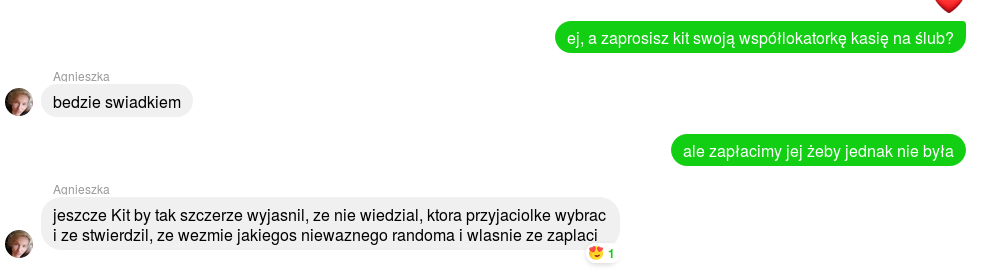 ej, a zaprosisz kit swoją współlokatorkę kasię na ślub?
Agnieszka
bedzie swiadkiem
ale zapłacimy jej żeby jednak nie była
Agnieszka
jeszcze Kit by tak szczerze wyjasnil, ze nie wiedzial, ktora przyjaciolke wybrac
i ze stwierdzil, ze wezmie jakiegos niewaznego randoma i wlasnie ze zaplaci
1